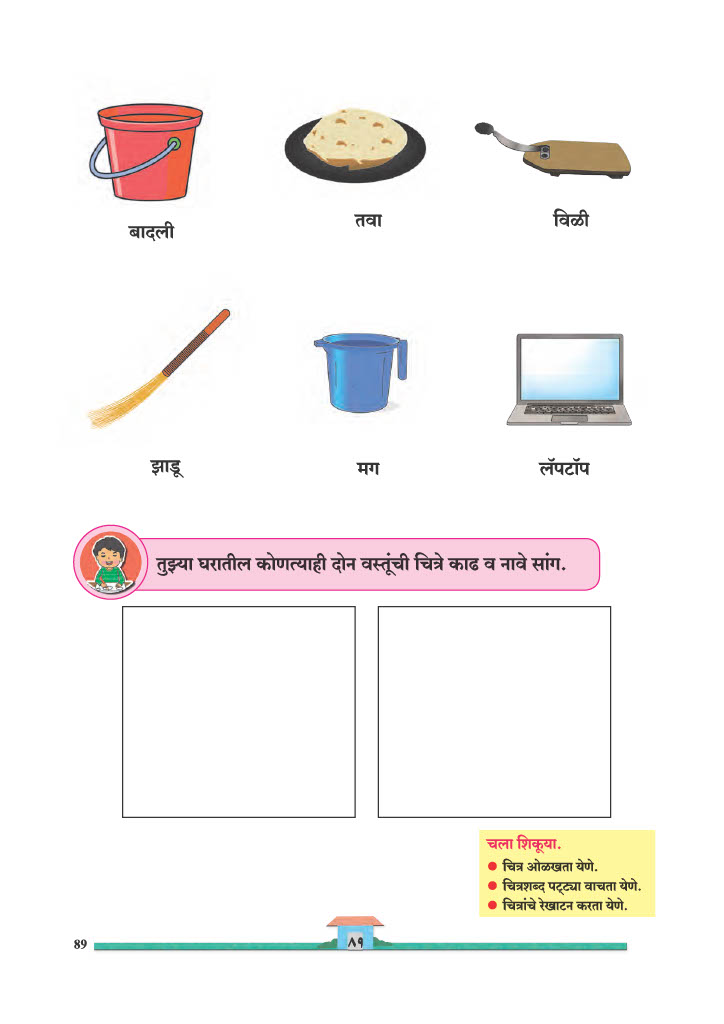 बादली
तवा
विळी
झाडू
मग
लॅपटॉप
तुझ्या घरातील कोणत्याही दोन वस्तूंची चित्रे काढ व नावे सांग.
चला शिकूया.
● चित्र ओळखता येणे.
● चित्रशब्द पट्ट्या वाचता येणे.
● चित्रांचे रेखाटन करता येणे.
89
८९